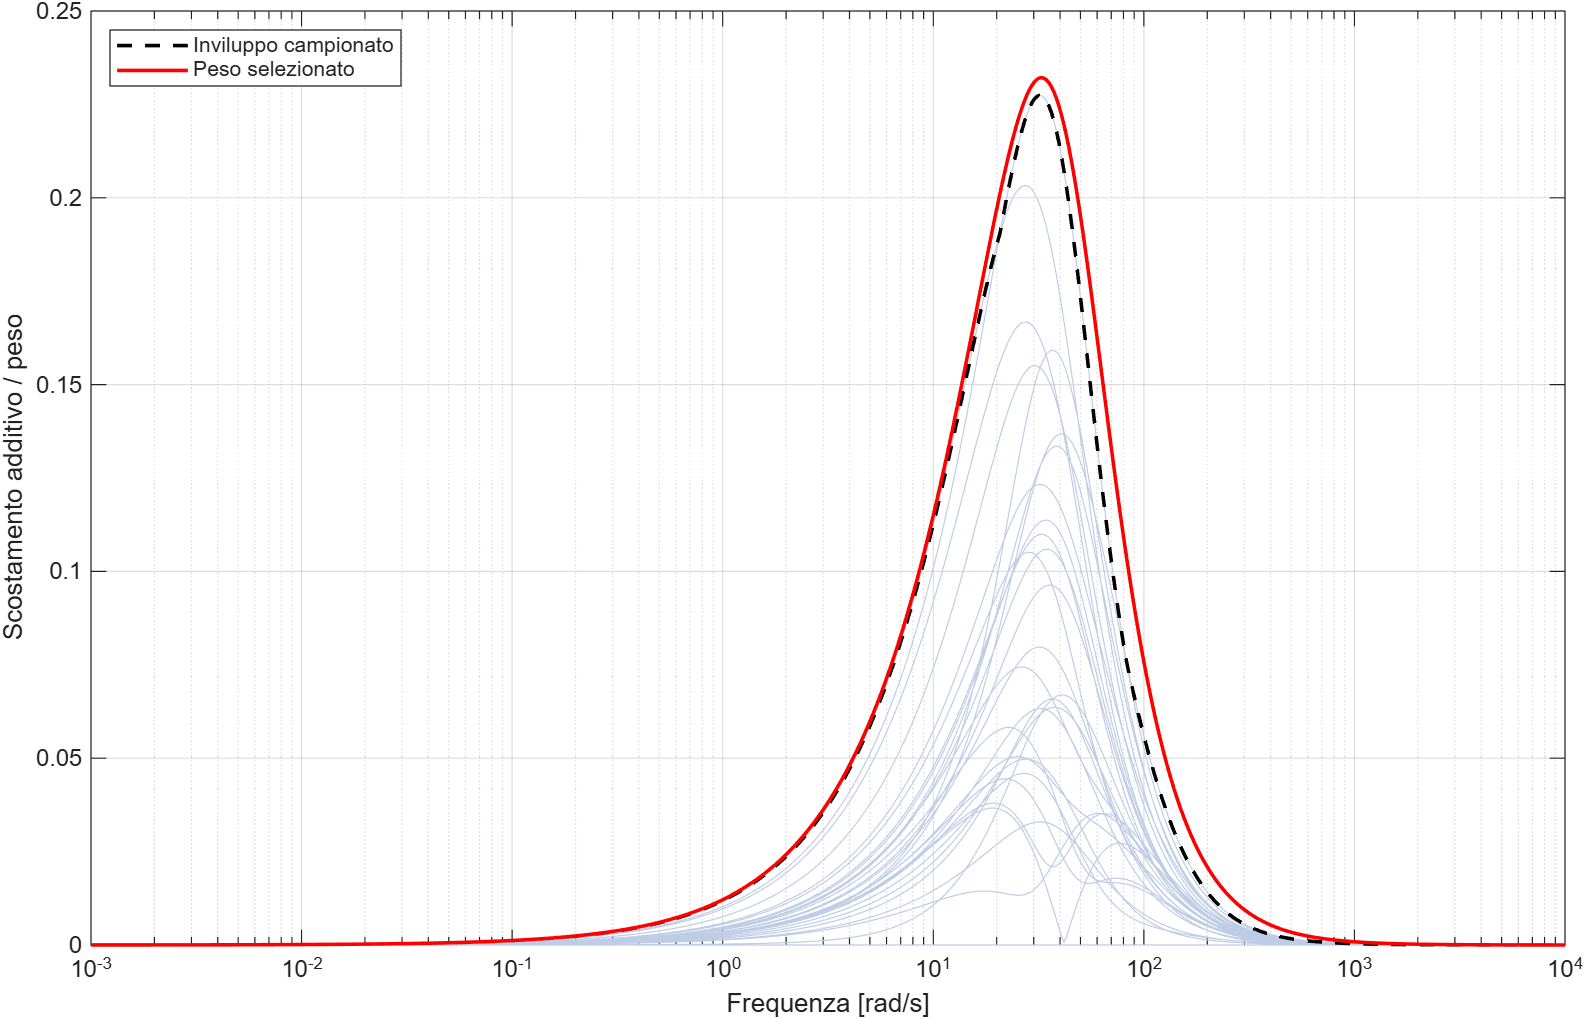 0.25
Inviluppo campionato
Peso selezionato
0.2
0.15
0.1
0.05
0
Scostamento additivo / peso
10⁻³ 10⁻² 10⁻¹ 10⁰ 10¹ 10² 10³ 10⁴
Frequenza [rad/s]